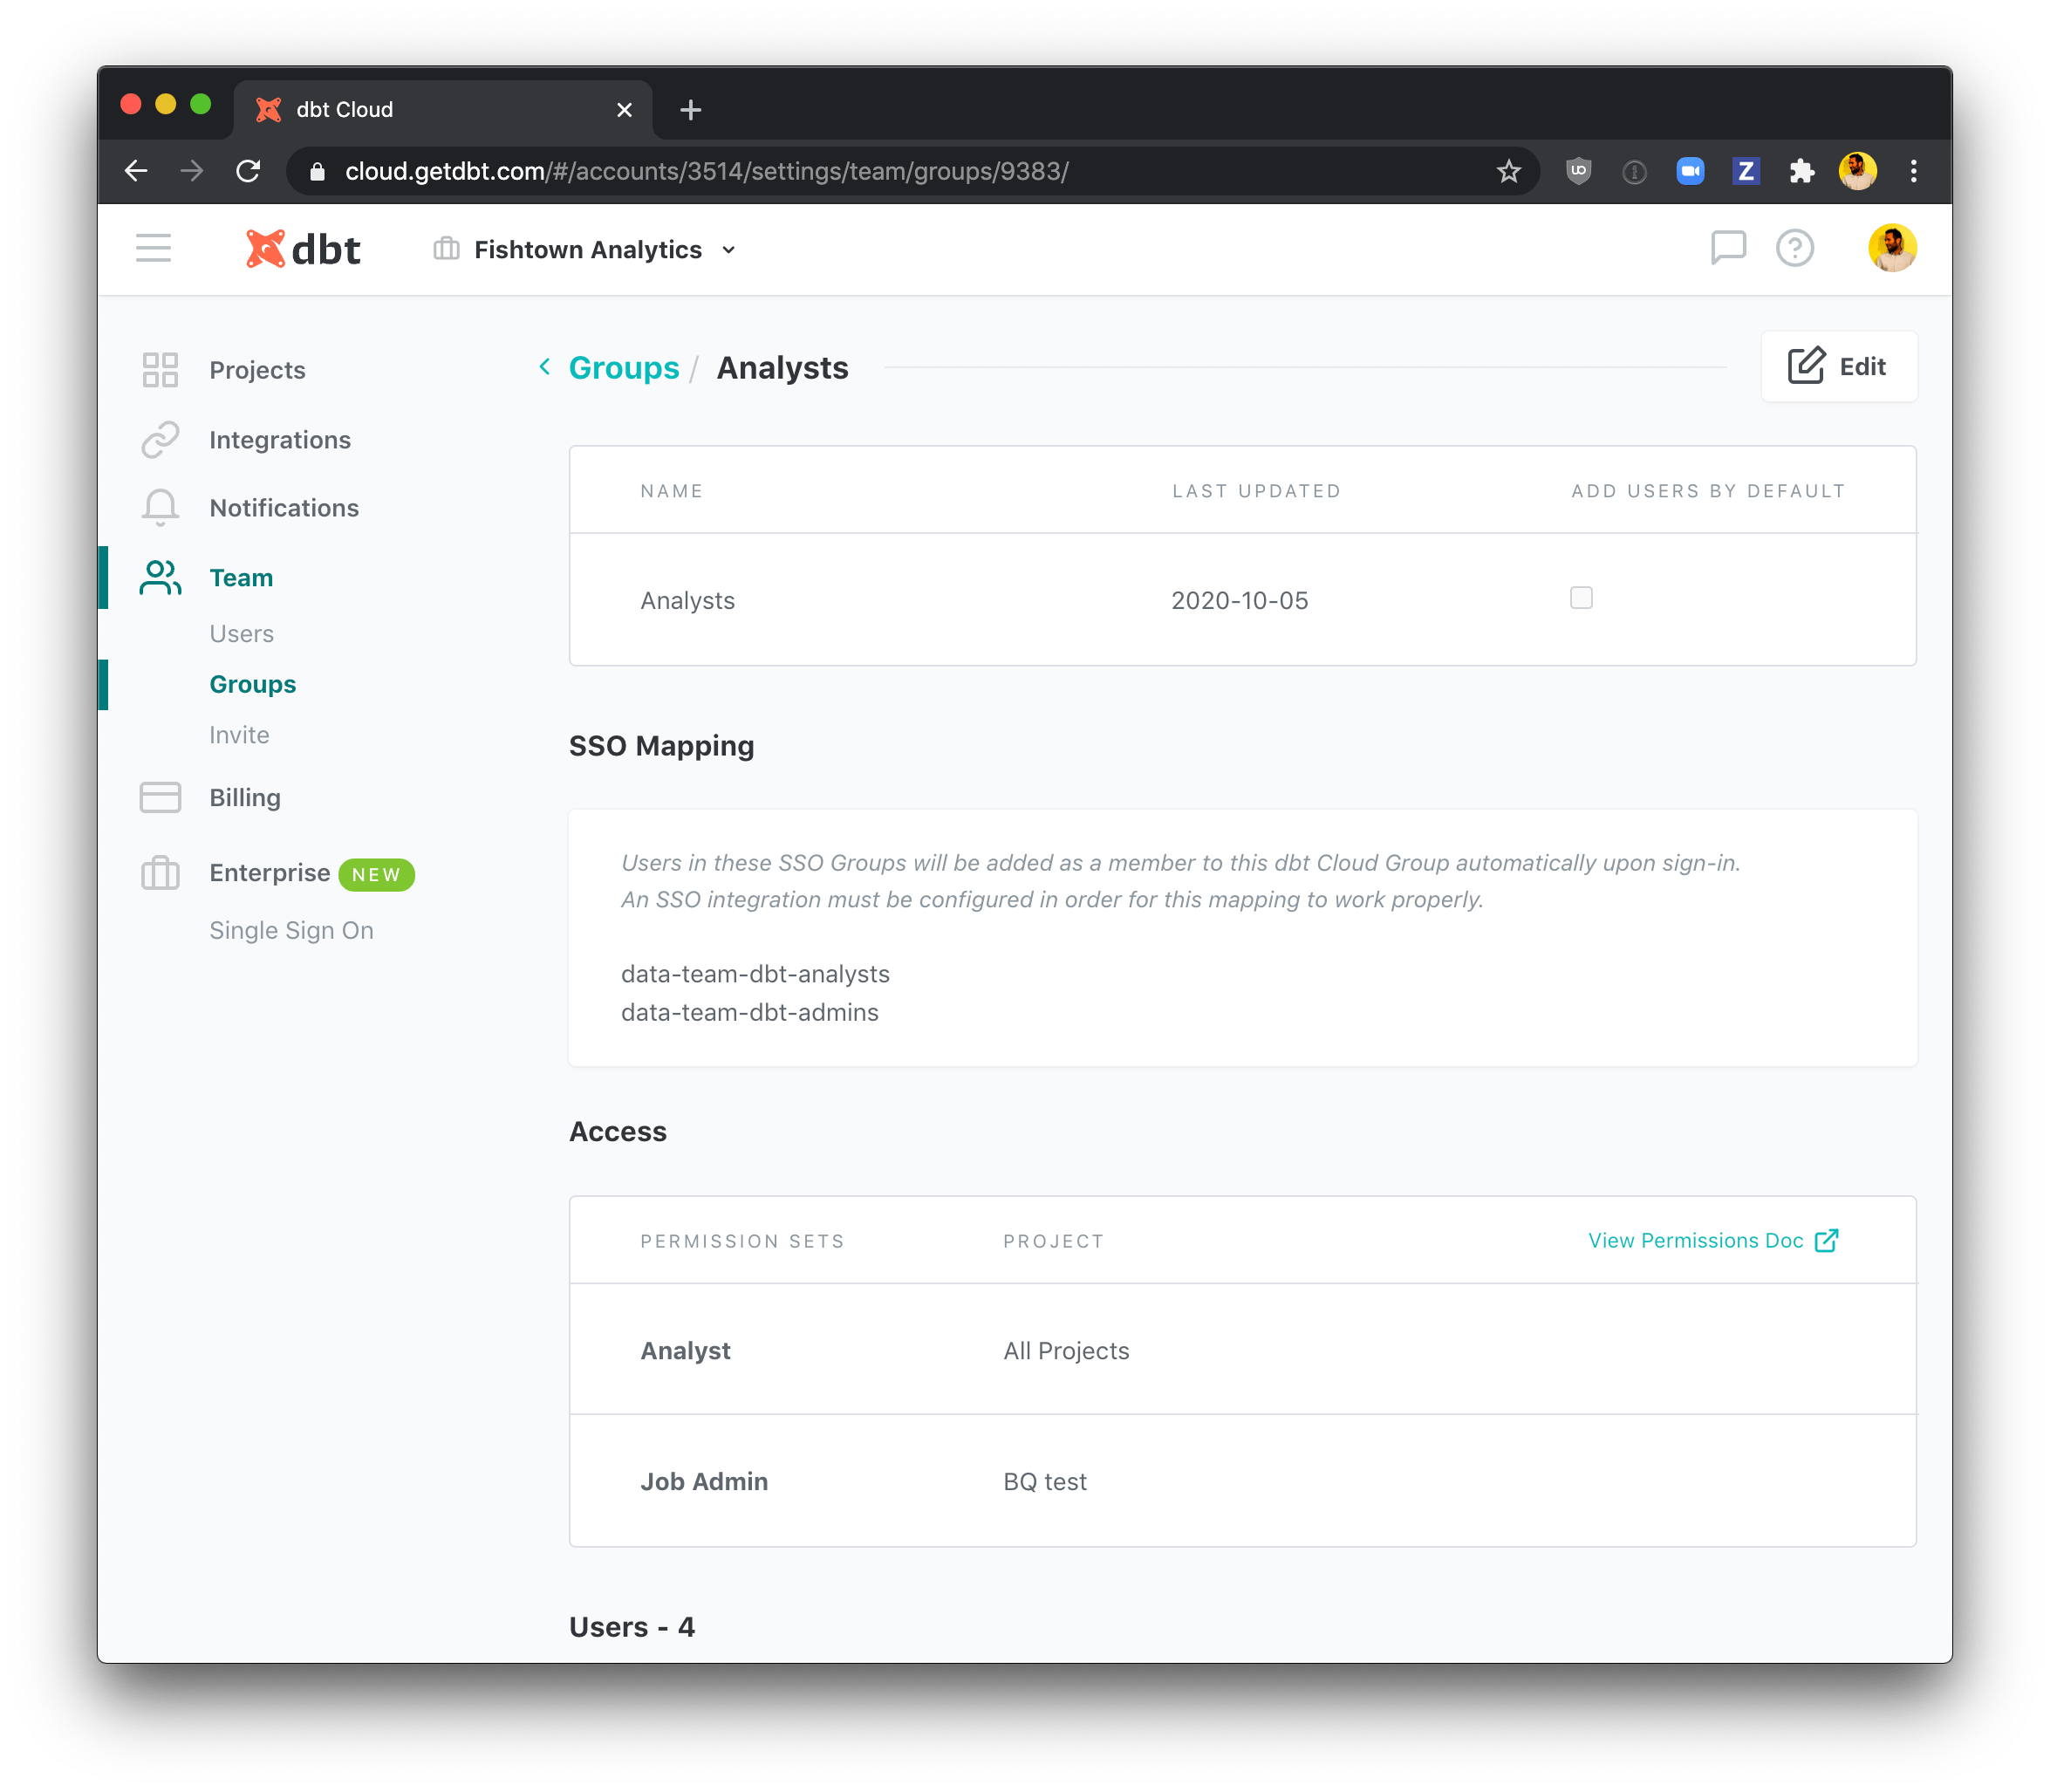 dbt Cloud
cloud.getdbt.com/#/accounts/3514/settings/team/groups/9383/
dbt
Fishtown Analytics
Projects
Integrations
Notifications
Team
Users
Groups
Invite
Billing
Enterprise NEW
Single Sign On
Groups / Analysts
Edit
NAME LAST UPDATED ADD USERS BY DEFAULT
Analysts 2020-10-05
SSO Mapping
Users in these SSO Groups will be added as a member to this dbt Cloud Group automatically upon sign-in.
An SSO integration must be configured in order for this mapping to work properly.
data-team-dbt-analysts
data-team-dbt-admins
Access
PERMISSION SETS PROJECT View Permissions Doc
Analyst All Projects
Job Admin BQ test
Users - 4